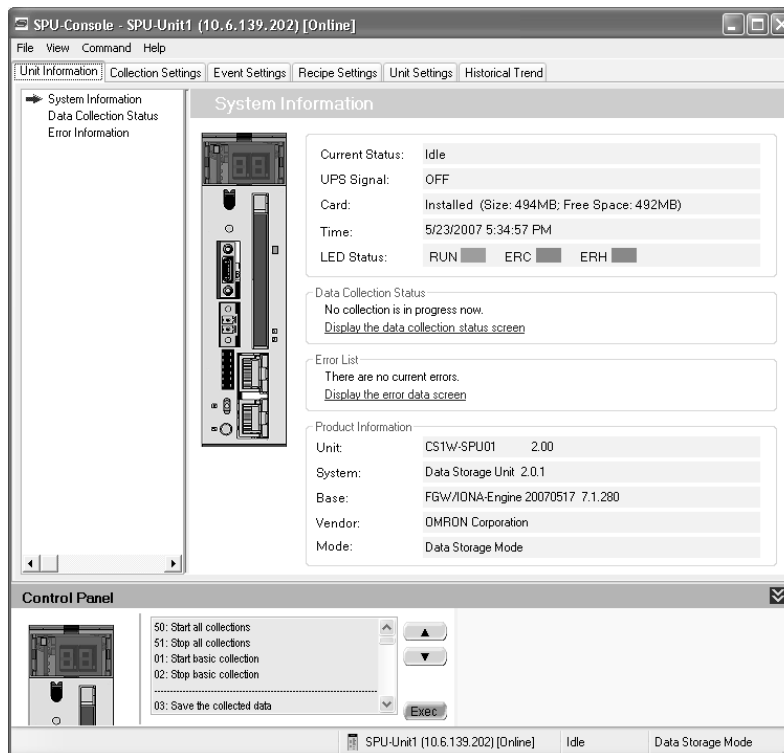 SPU-Console - SPU-Unit1 (10.6.139.202) [Online]
File View Command Help
Unit Information Collection Settings Event Settings Recipe Settings Unit Settings Historical Trend
System Information
Data Collection Status
Error Information
System Information
Current Status: Idle
UPS Signal: OFF
Card: Installed (Size: 494MB; Free Space: 492MB)
Time: 5/23/2007 5:34:57 PM
LED Status: RUN ERC ERH
Data Collection Status
No collection is in progress now.
Display the data collection status screen
Error List
There are no current errors.
Display the error data screen
Product Information
Unit: CS1W-SPU01 2.00
System: Data Storage Unit 2.0.1
Base: FGW/IONA-Engine 20070517 7.1.280
Vendor: OMRON Corporation
Mode: Data Storage Mode
Control Panel
50: Start all collections
51: Stop all collections
01: Start basic collection
02: Stop basic collection
03: Save the collected data
Exec
SPU-Unit1 (10.6.139.202) [Online] Idle Data Storage Mode